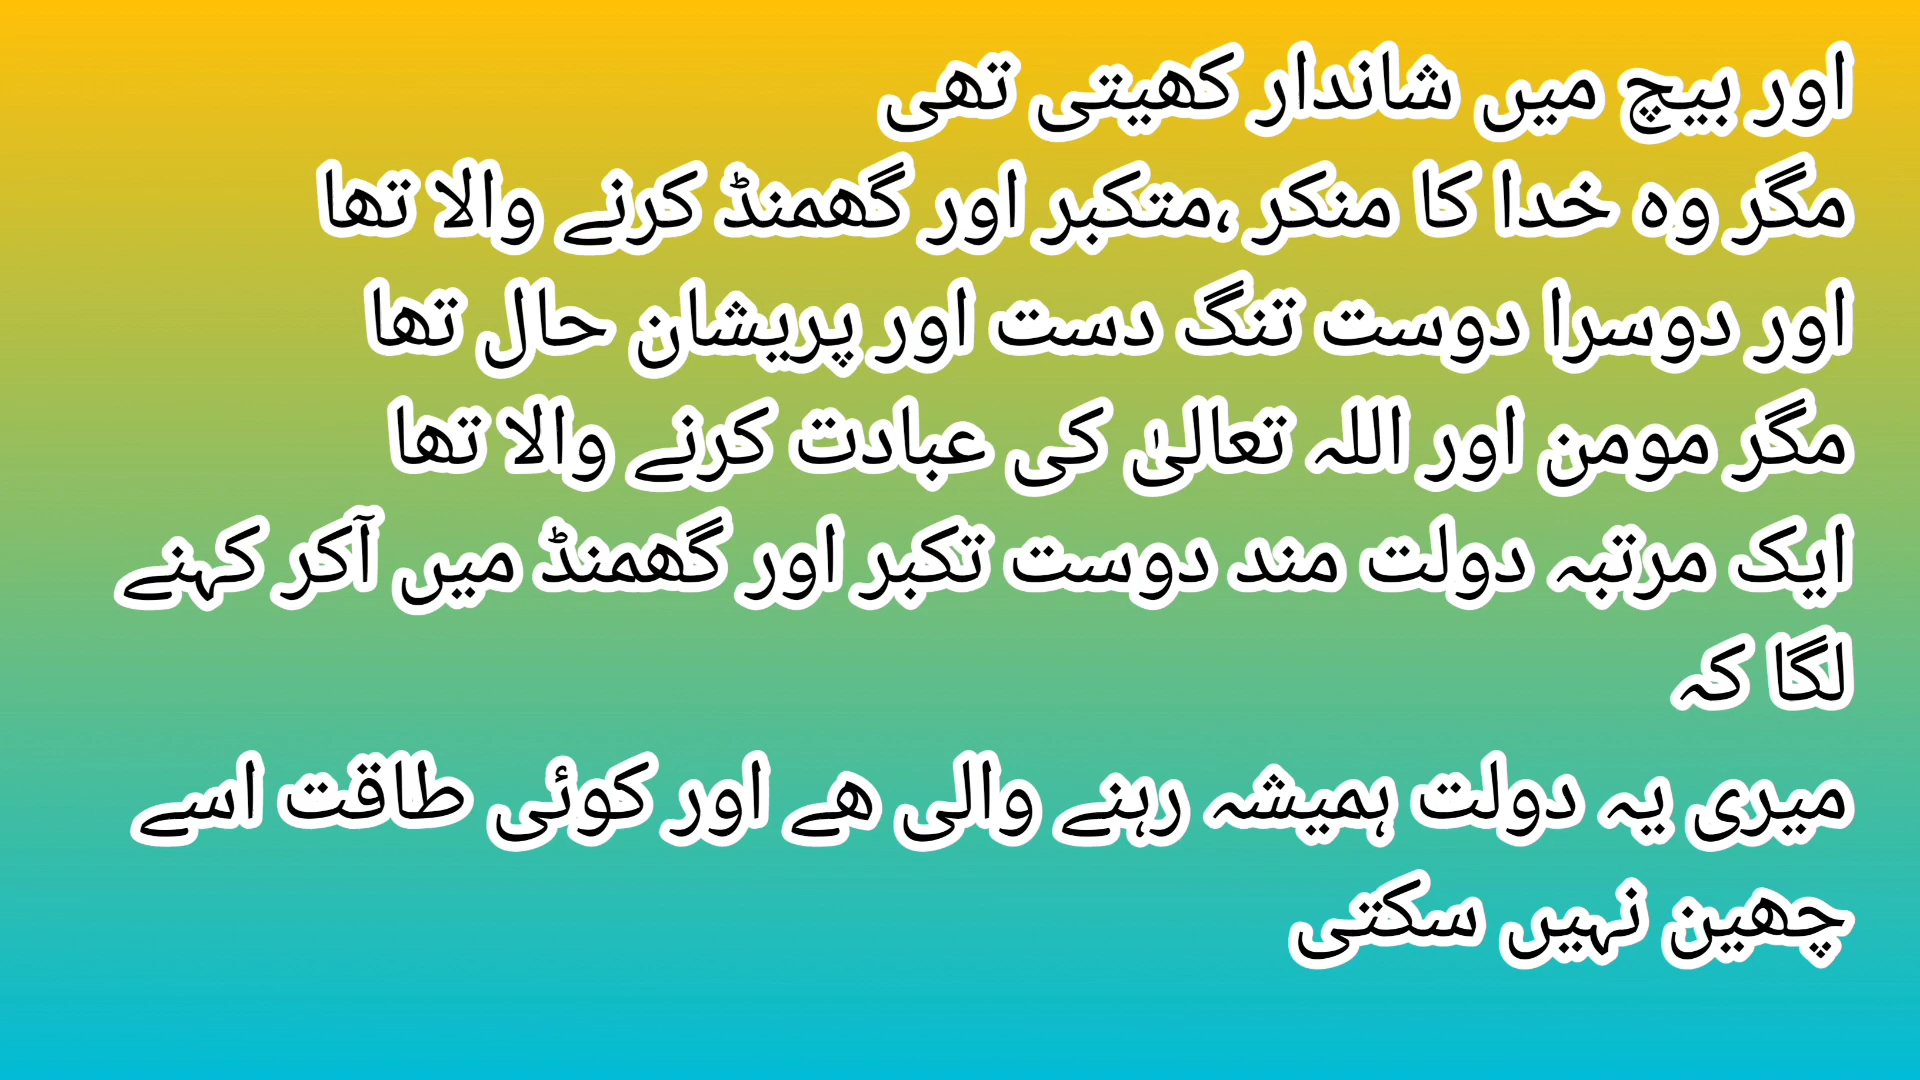 اور بیچ میں شاندار کھیتی تھی
مگر وہ خدا کا منکر ،متکبر اور گھمنڈ کرنے والا تھا
اور دوسرا دوست تنگ دست اور پریشان حال تھا
مگر مومن اور اللہ تعالیٰ کی عبادت کرنے والا تھا
ایک مرتبہ دولت مند دوست تکبر اور گھمنڈ میں آکر کہنے
لگا کہ
میری یہ دولت ہمیشہ رہنے والی ھے اور کوئی طاقت اسے
چھین نہیں سکتی